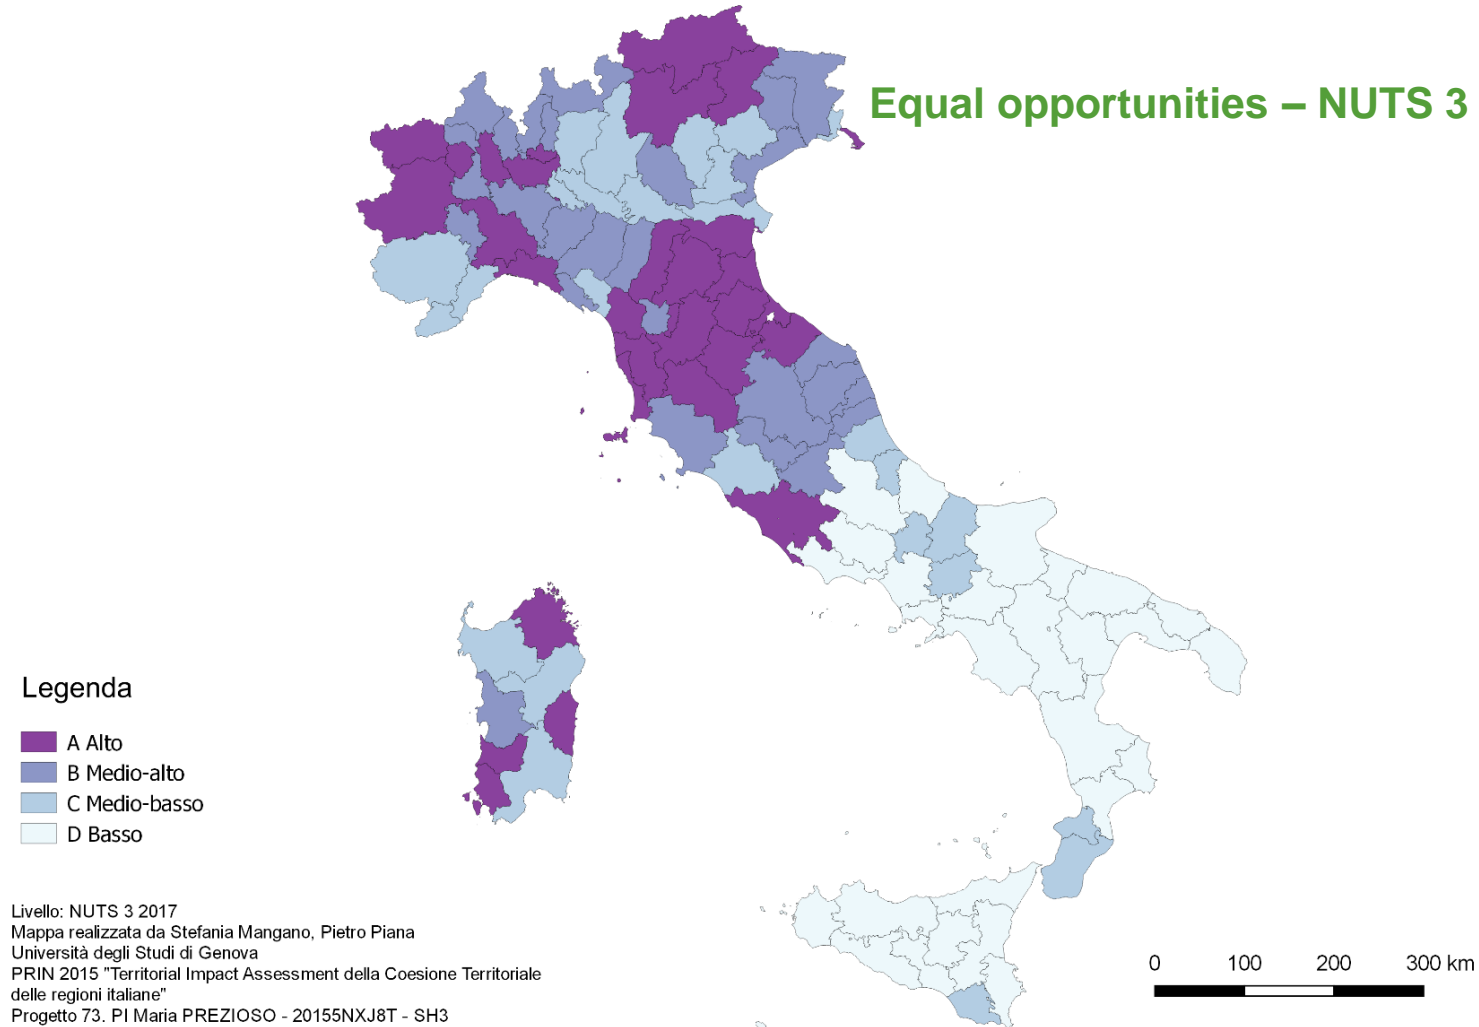 Equal opportunities – NUTS 3
Legenda
A Alto
B Medio-alto
C Medio-basso
D Basso
Livello: NUTS 3 2017
Mappa realizzata da Stefania Mangano, Pietro Piana
Università degli Studi di Genova
PRIN 2015 "Territorial Impact Assessment della Coesione Territoriale
delle regioni italiane"
Progetto 73. PI Maria PREZIOSO - 20155NXJ8T - SH3
0 100 200 300 km